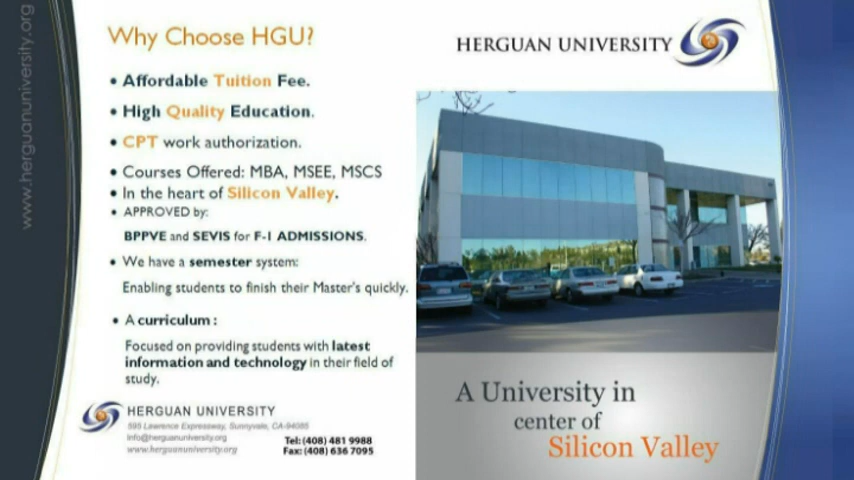 www.herguanuniversity.org
Why Choose HGU?
• Affordable Tuition Fee.
• High Quality Education.
• CPT work authorization.
• Courses Offered: MBA, MSEE, MSCS
• In the heart of Silicon Valley.
• APPROVED by:
BPPVE and SEVIS for F-1 ADMISSIONS.
• We have a semester system:
Enabling students to finish their Master's quickly.
• A curriculum :
Focused on providing students with latest
information and technology in their field of
study.
HERGUAN UNIVERSITY
595 Lawrence Expressway, Sunnyvale, CA-94085
Info@herguanuniversity.org
www.herguanuniversity.org
Tel: (408) 481 9988
Fax: (408) 636 7095
HERGUAN UNIVERSITY
A University in
center of
Silicon Valley